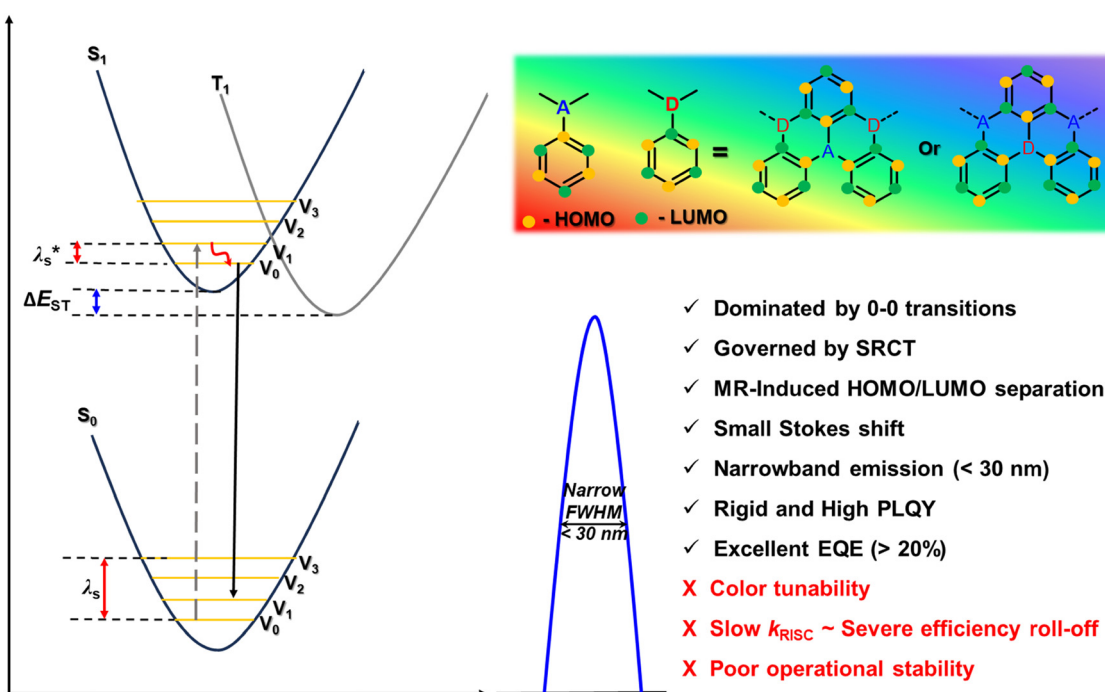 S1
T1
V3
V2
V1
V0
λs*
ΔEST
S0
V3
V2
V1
V0
λs
A
D
=
D
D
A
Or
A
A
D
- HOMO
- LUMO
Narrow
FWHM
< 30 nm
✓ Dominated by 0-0 transitions
✓ Governed by SRCT
✓ MR-Induced HOMO/LUMO separation
✓ Small Stokes shift
✓ Narrowband emission (< 30 nm)
✓ Rigid and High PLQY
✓ Excellent EQE (> 20%)
X Color tunability
X Slow kRISC ~ Severe efficiency roll-off
X Poor operational stability